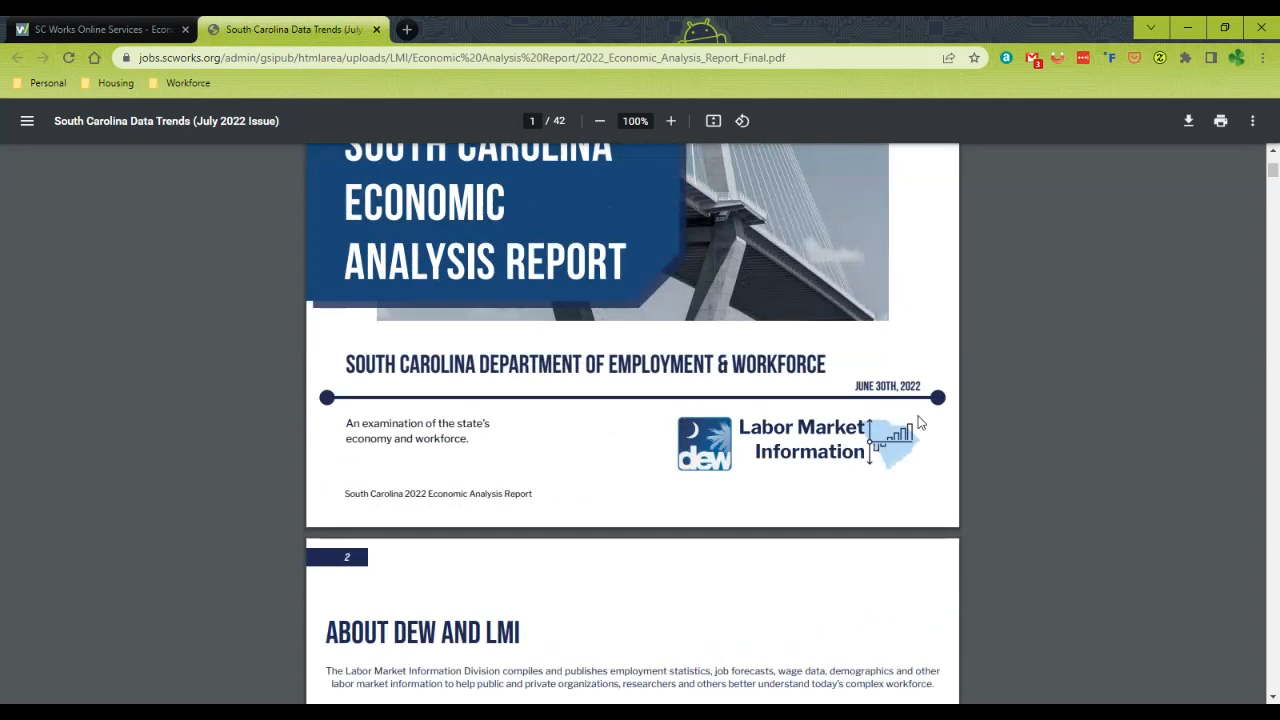 SC Works Online Services - Econ
South Carolina Data Trends (July
jobs.scworks.org/admin/gsipub/htmlarea/uploads/LMI/Economic%20Analysis%20Report/2022_Economic_Analysis_Report_Final.pdf
3
Personal
Housing
Workforce
South Carolina Data Trends (July 2022 Issue)
1 / 42
100%
SOUTH CAROLINA
ECONOMIC
ANALYSIS REPORT
SOUTH CAROLINA DEPARTMENT OF EMPLOYMENT & WORKFORCE
JUNE 30TH, 2022
An examination of the state's
economy and workforce.
dew
Labor Market
Information
South Carolina 2022 Economic Analysis Report
2
ABOUT DEW AND LMI
The Labor Market Information Division compiles and publishes employment statistics, job forecasts, wage data, demographics and other
labor market information to help public and private organizations, researchers and others better understand today's complex workforce.